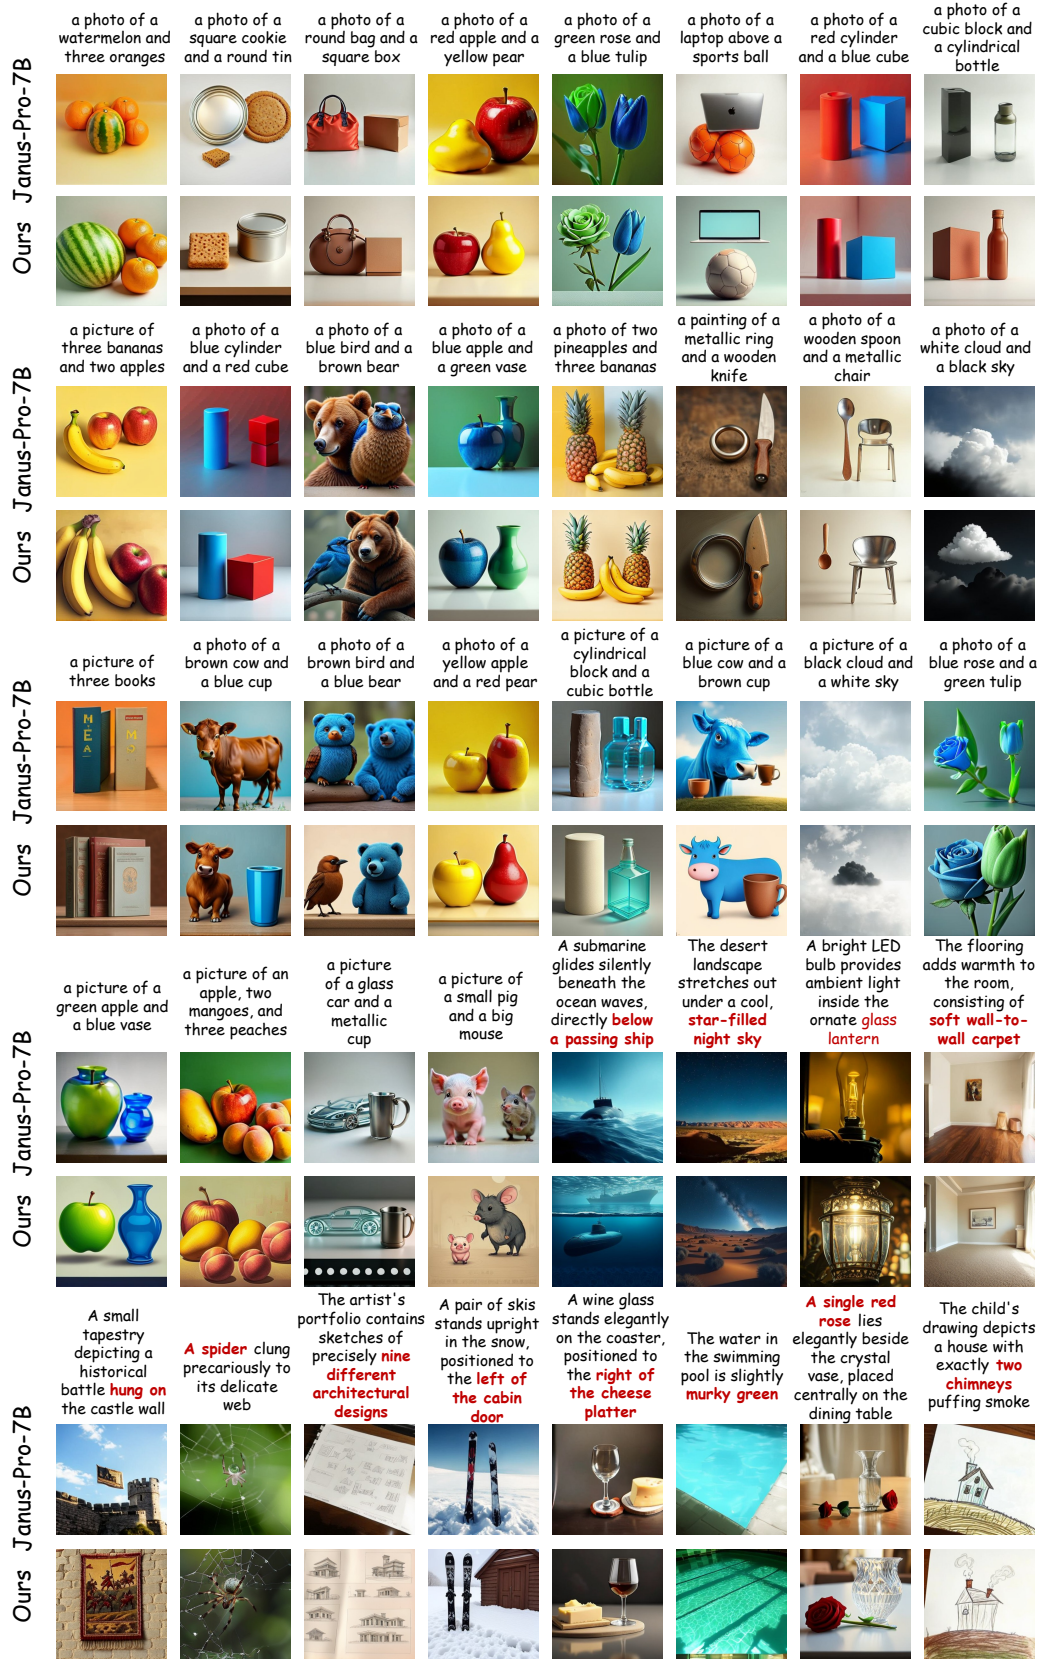 a photo of a
watermelon and
three oranges
a photo of a
square cookie
and a round tin
a photo of a
round bag and a
square box
a photo of a
red apple and a
yellow pear
a photo of a
green rose and
a blue tulip
a photo of a
laptop above a
sports ball
a photo of a
red cylinder
and a blue cube
a photo of a
cubic block and
a cylindrical
bottle
Janus-Pro-7B
Ours
a picture of
three bananas
and two apples
a photo of a
blue cylinder
and a red cube
a photo of a
blue bird and a
brown bear
a photo of a
blue apple and
a green vase
a photo of two
pineapples and
three bananas
a painting of a
metallic ring
and a wooden
knife
a photo of a
wooden spoon
and a metallic
chair
a photo of a
white cloud and
a black sky
Janus-Pro-7B
Ours
a picture of
three books
a photo of a
brown cow and
a blue cup
a photo of a
brown bird and
a blue bear
a photo of a
yellow apple
and a red pear
a picture of a
cylindrical
block and a
cubic bottle
a picture of a
blue cow and a
brown cup
a picture of a
black cloud and
a white sky
a photo of a
blue rose and a
green tulip
Janus-Pro-7B
Ours
a picture of a
green apple and
a blue vase
a picture of an
apple, two
mangoes, and
three peaches
a picture
of a glass
car and a
metallic
cup
a picture of
a small pig
and a big
mouse
A submarine
glides silently
beneath the
ocean waves,
directly below
a passing ship
The desert
landscape
stretches out
under a cool,
star-filled
night sky
A bright LED
bulb provides
ambient light
inside the
ornate glass
lantern
The flooring
adds warmth to
the room,
consisting of
soft wall-to-
wall carpet
Janus-Pro-7B
Ours
A small
tapestry
depicting a
historical
battle hung on
the castle wall
A spider clung
precariously to
its delicate
web
The artist's
portfolio contains
sketches of
precisely nine
different
architectural
designs
A pair of skis
stands upright
in the snow,
positioned to
the left of
the cabin
door
A wine glass
stands elegantly
on the coaster,
positioned to
the right of
the cheese
platter
The water in
the swimming
pool is slightly
murky green
A single red
rose lies
elegantly beside
the crystal
vase, placed
centrally on the
dining table
The child's
drawing depicts
a house with
exactly two
chimneys
puffing smoke
Janus-Pro-7B
Ours